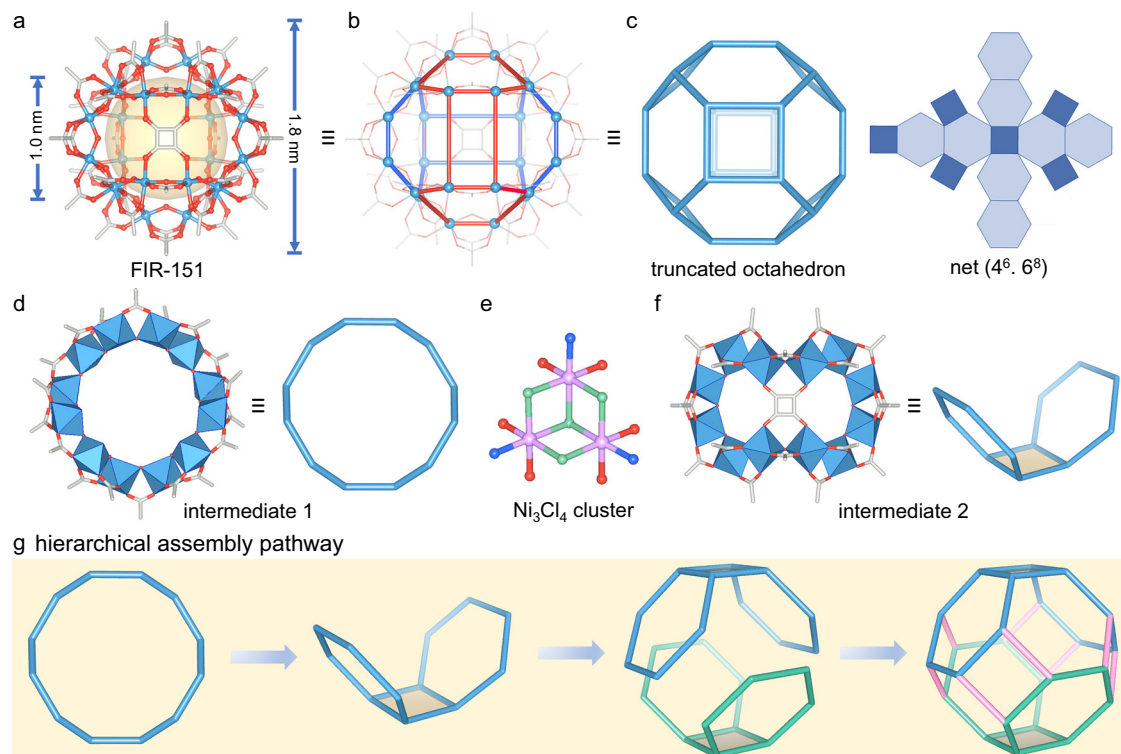 a
b
c
1.0 nm
1.8 nm
≡
≡
FIR-151
truncated octahedron
net (4⁶. 6⁸)
d
e
f
≡
≡
intermediate 1
Ni₃Cl₄ cluster
intermediate 2
g hierarchical assembly pathway